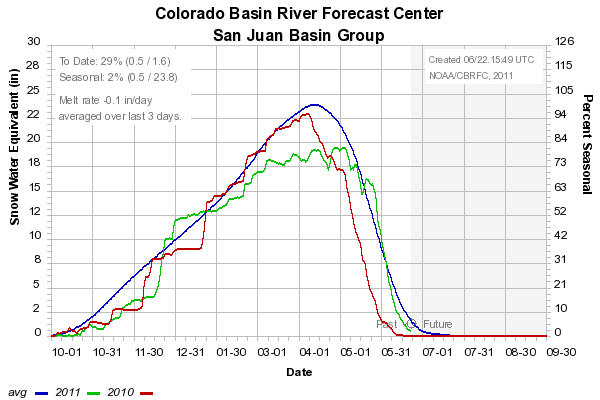 Colorado Basin River Forecast Center
San Juan Basin Group
30
28
25
22
20
18
15
12
10
8
5
2
0
Snow Water Equivalent (in)
To Date: 29% (0.5 / 1.6)
Seasonal: 2% (0.5 / 23.8)
Melt rate -0.1 in/day
averaged over last 3 days.
Created 06/22.15:49 UTC
NOAA/CBRFC, 2011
126
115
105
94
84
73
63
52
42
31
21
10
0
Percent Seasonal
Past Future
10-01 10-31 11-30 12-31 01-30 03-01 04-01 05-01 05-31 07-01 07-31 08-30 09-30
Date
avg 2011 2010